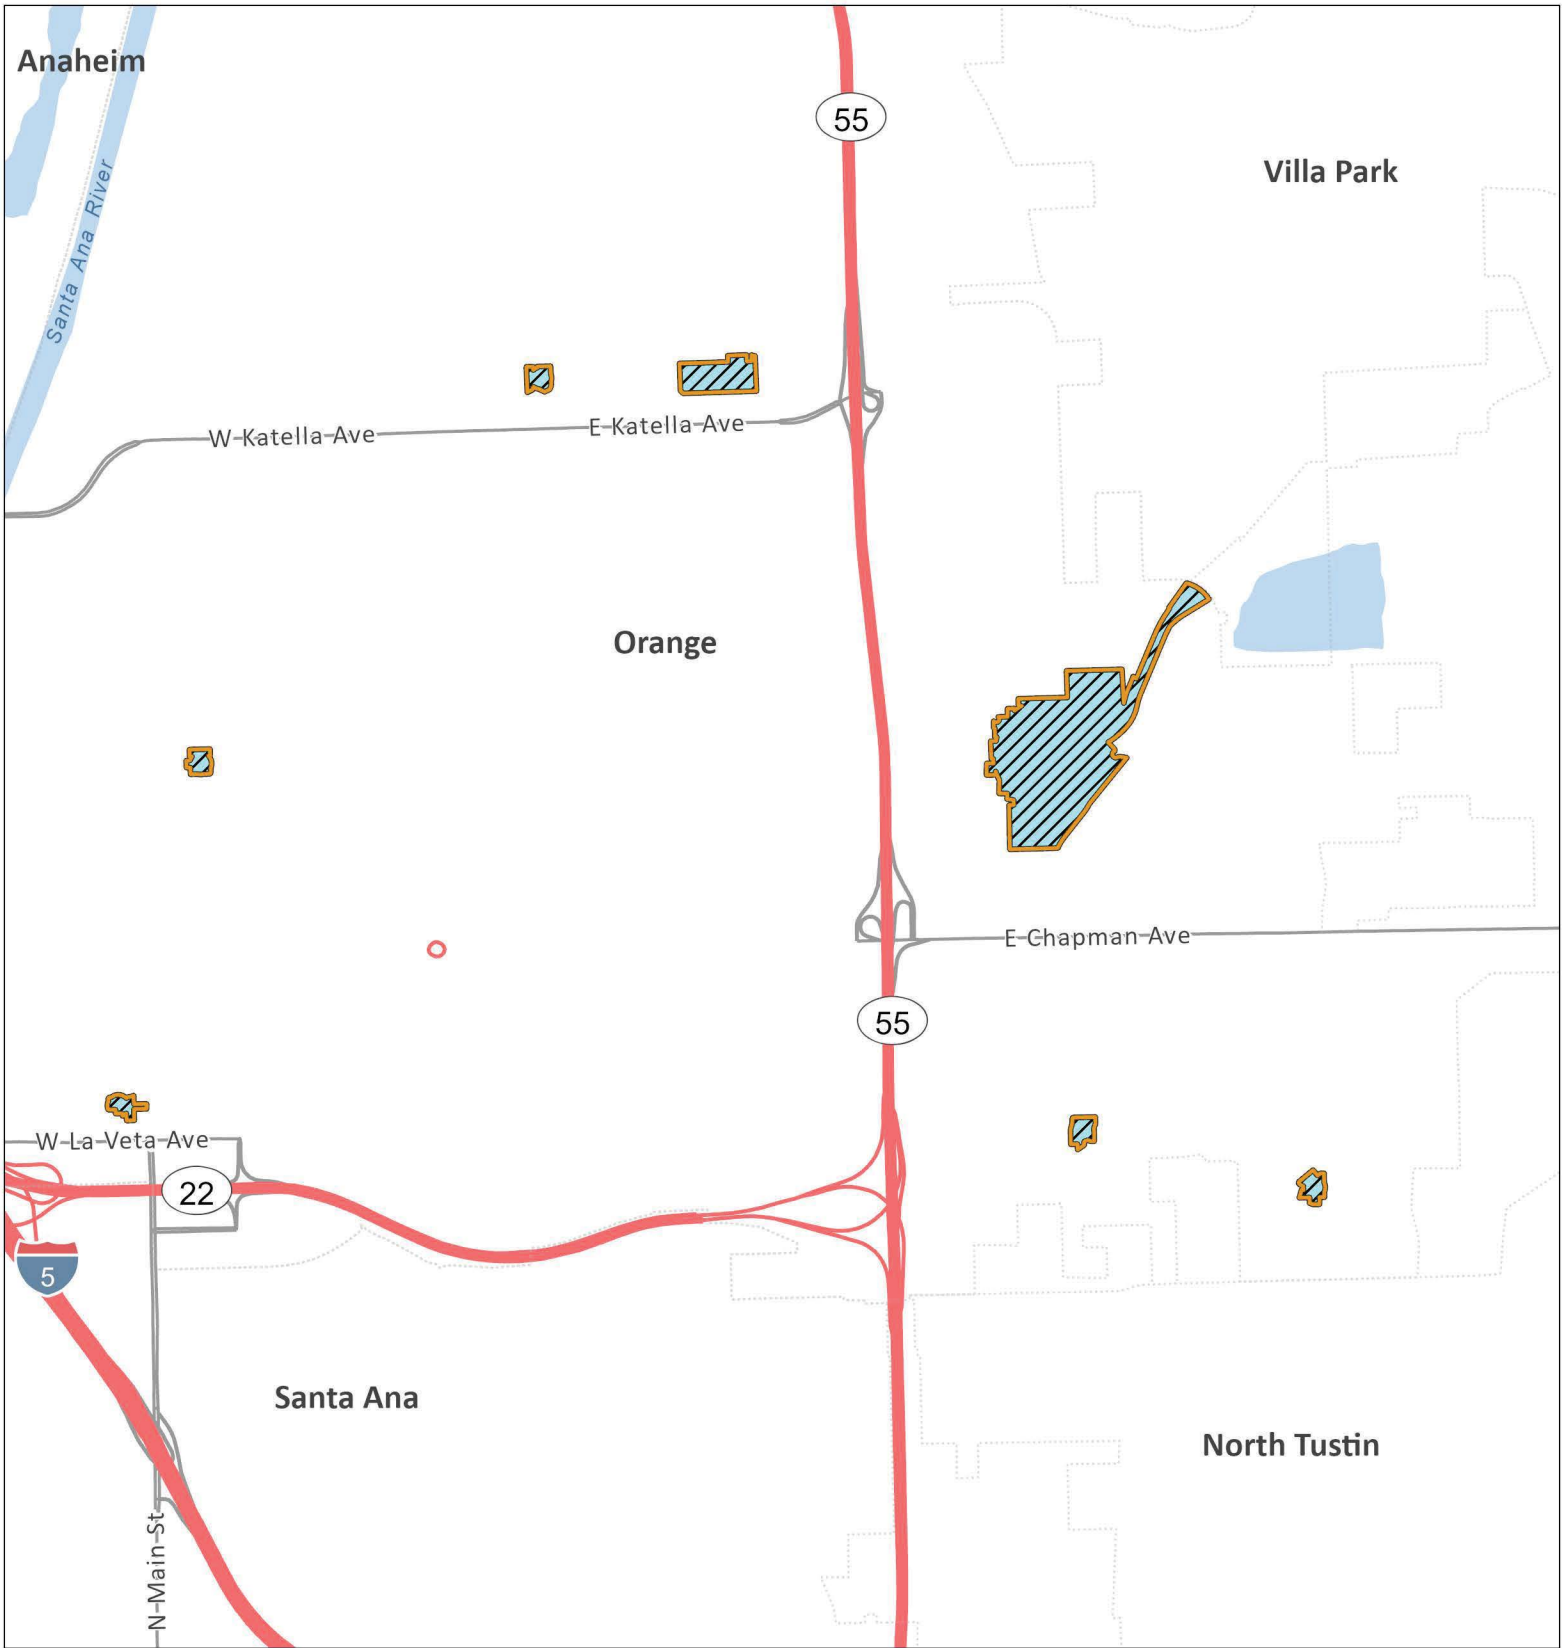 Anaheim
55
Villa Park
Santa Ana River
E Katella Ave
W Katella Ave
Orange
E Chapman Ave
55
W La Veta Ave
22
5
Santa Ana
North Tustin
N Main St